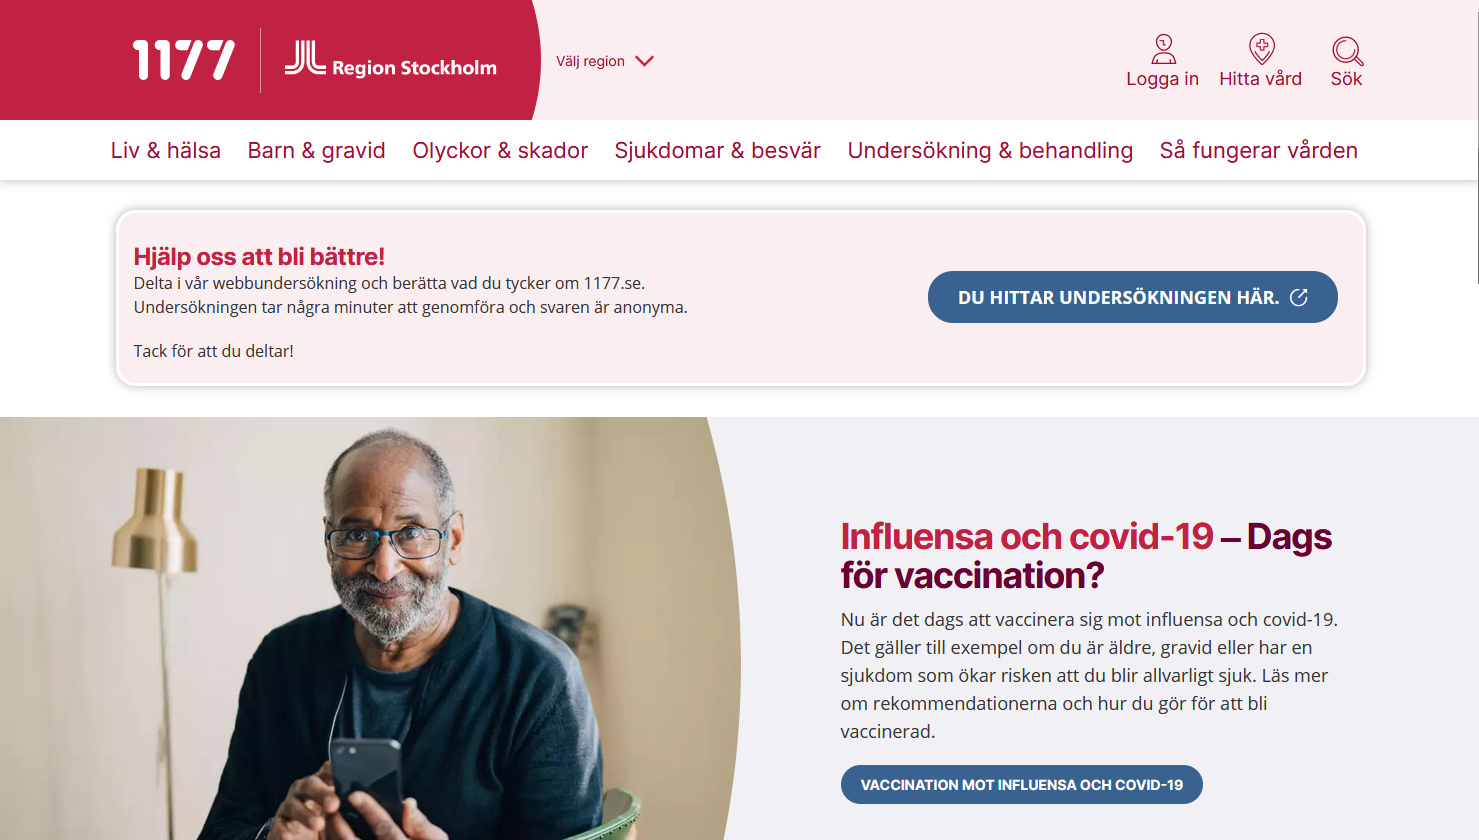 1177
Region Stockholm
Välj region
Logga in
Hitta vård
Sök
Liv & hälsa
Barn & gravid
Olyckor & skador
Sjukdomar & besvär
Undersökning & behandling
Så fungerar vården
Hjälp oss att bli bättre!
Delta i vår webbundersökning och berätta vad du tycker om 1177.se.
Undersökningen tar några minuter att genomföra och svaren är anonyma.
Tack för att du deltar!
DU HITTAR UNDERSÖKNINGEN HÄR.
Influensa och covid-19 – Dags
för vaccination?
Nu är det dags att vaccinera sig mot influensa och covid-19.
Det gäller till exempel om du är äldre, gravid eller har en
sjukdom som ökar risken att du blir allvarligt sjuk. Läs mer
om rekommendationerna och hur du gör för att bli
vaccinerad.
VACCINATION MOT INFLUENSA OCH COVID-19